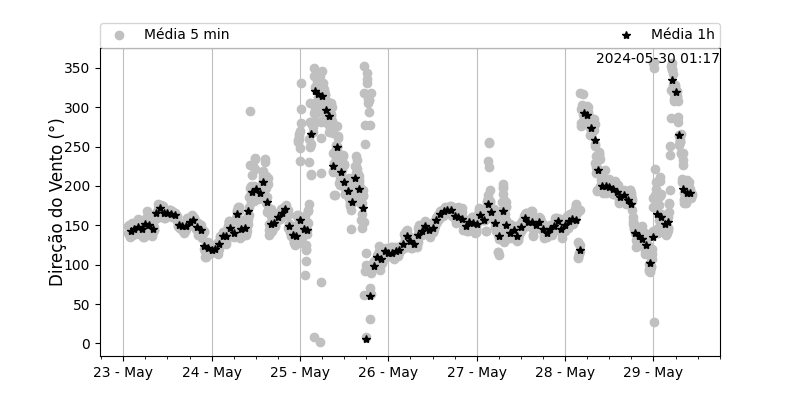 Média 5 min
Média 1h
2024-05-30 01:17
Direção do Vento (°)
350
300
250
200
150
100
50
0
23 - May
24 - May
25 - May
26 - May
27 - May
28 - May
29 - May